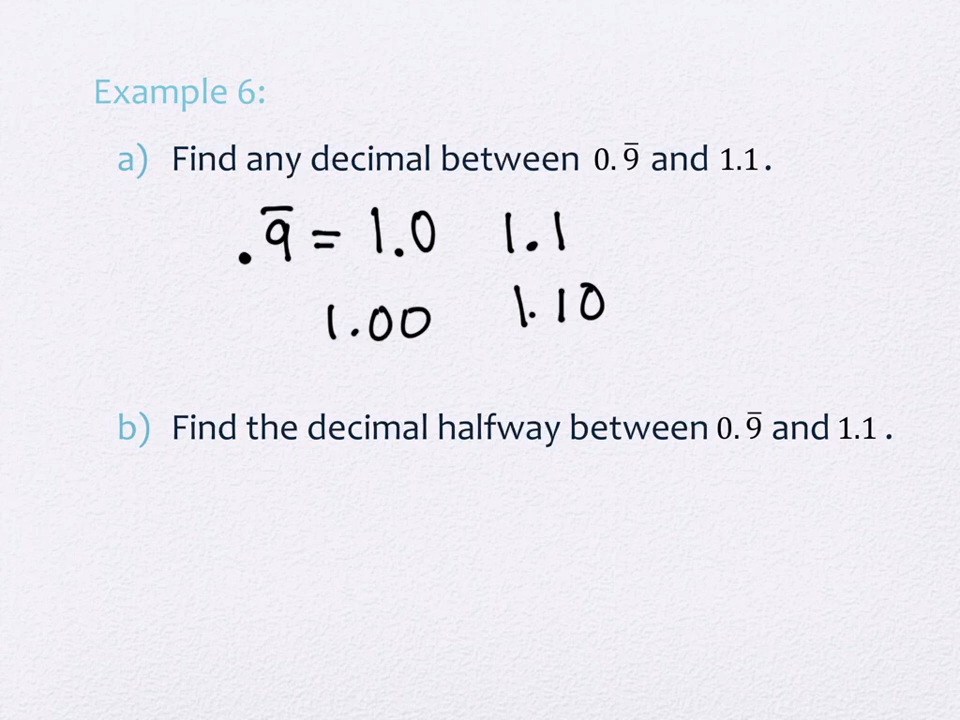 Example 6:
a) Find any decimal between 0.9̅ and 1.1.
.9̅ = 1.0 1.1
1.00 1.10
b) Find the decimal halfway between 0.9̅ and 1.1.